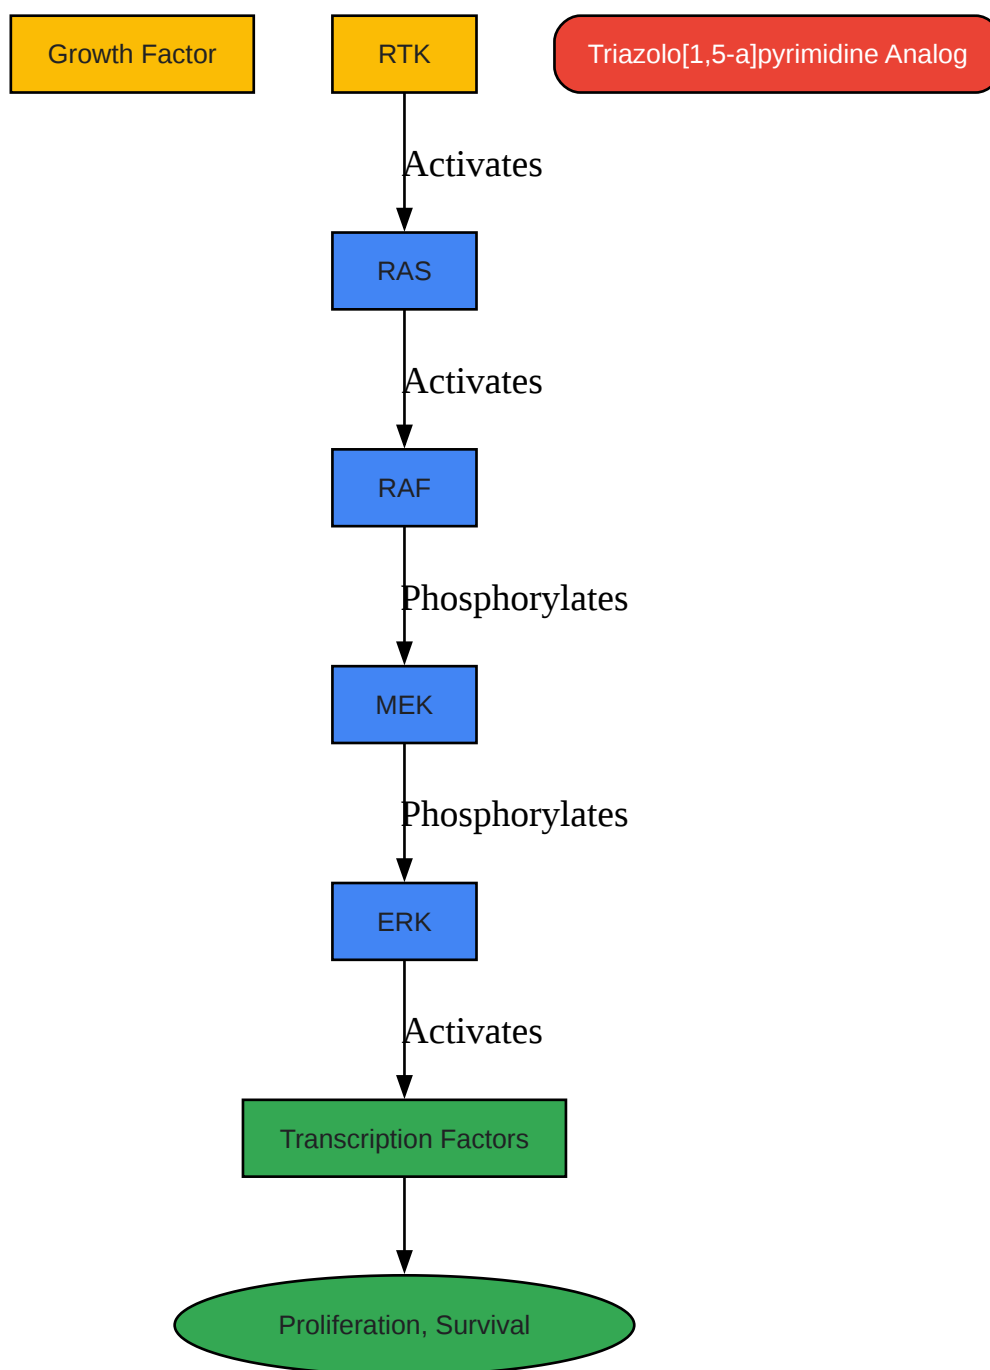 Growth Factor
RTK
Triazolo[1,5-a]pyrimidine Analog
Activates
RAS
Activates
RAF
Phosphorylates
MEK
Phosphorylates
ERK
Activates
Transcription Factors
Proliferation, Survival